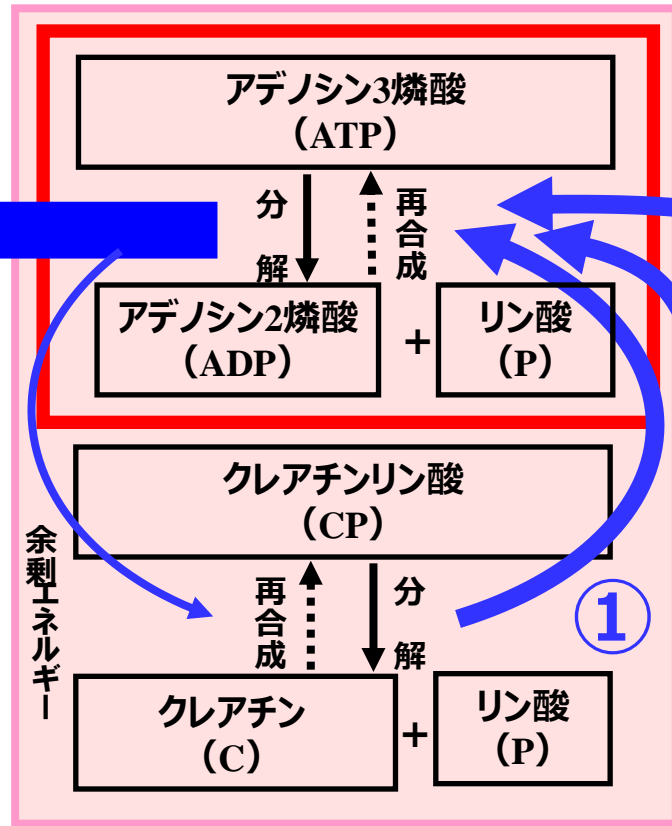 アデノシン3燐酸
（ATP）
分解
再合成
アデノシン2燐酸
（ADP）
+
リン酸
（P）
クレアチンリン酸
（CP）
余剰エネルギー
再合成
分解
①
クレアチン
（C）
+
リン酸
（P）